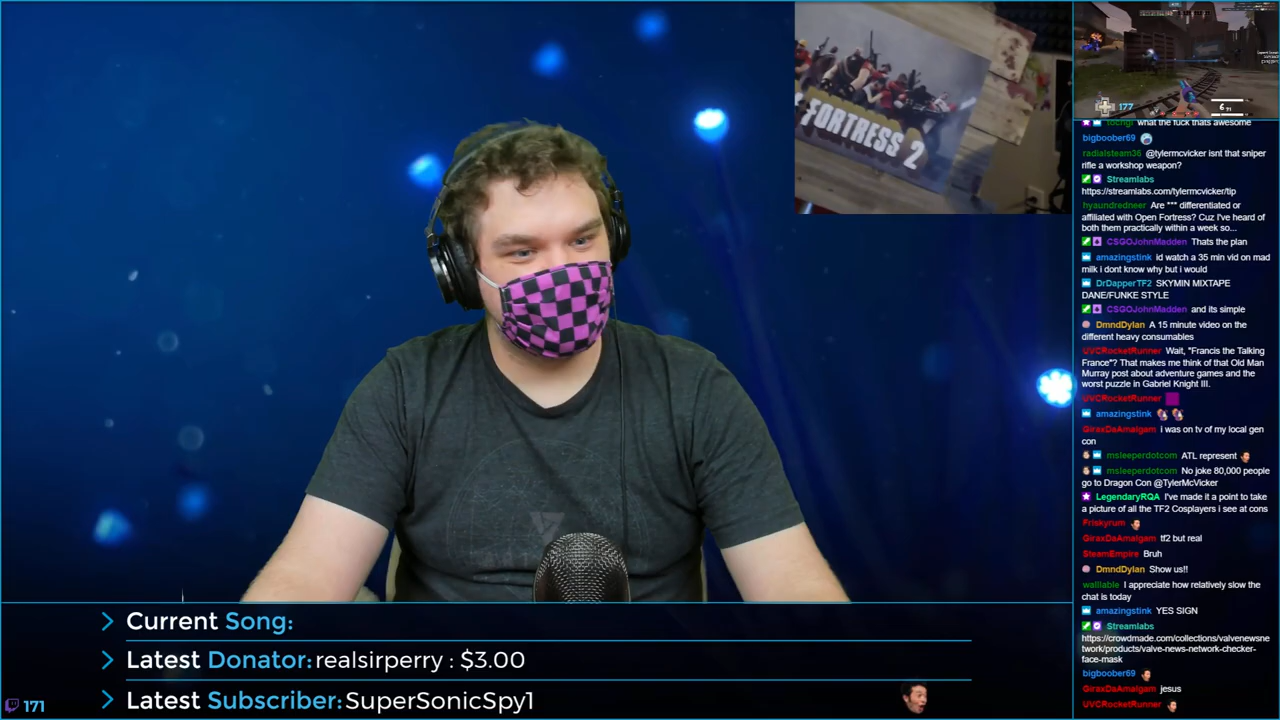 FORTRESS 2
177
6
what the fuck thats awesome
bigboober69
radialsteam36 @tylermcvicker isnt that sniper
rifle a workshop weapon?
Streamlabs
https://streamlabs.com/tylermcvicker/tip
hyaundredneer Are *** differentiated or
affiliated with Open Fortress? Cuz I've heard of
both them practically within a week so...
CSGOJohnMadden Thats the plan
amazingstink id watch a 35 min vid on mad
milk i dont know why but i would
DrDapperTF2 SKYMIN MIXTAPE
DANE/FUNKE STYLE
CSGOJohnMadden and its simple
DmndDylan A 15 minute video on the
different heavy consumables
UVCRocketRunner Wait, "Francis the Talking
France"? That makes me think of that Old Man
Murray post about adventure games and the
worst puzzle in Gabriel Knight III.
UVCRocketRunner
amazingstink
GiraxDaAmalgam i was on tv of my local gen
con
msleeperdotcom ATL represent
msleeperdotcom No joke 80,000 people
go to Dragon Con @TylerMcVicker
LegendaryRQA I've made it a point to take
a picture of all the TF2 Cosplayers i see at cons
Friskyrum
GiraxDaAmalgam tf2 but real
SteamEmpire Bruh
DmndDylan Show us!!
walllable I appreciate how relatively slow the
chat is today
amazingstink YES SIGN
Streamlabs
https://crowdmade.com/collections/valvenewsne
twork/products/valve-news-network-checker-
face-mask
bigboober69
GiraxDaAmalgam jesus
UVCRocketRunner
Current Song:
Latest Donator: realsirperry : $3.00
Latest Subscriber: SuperSonicSpy1
171